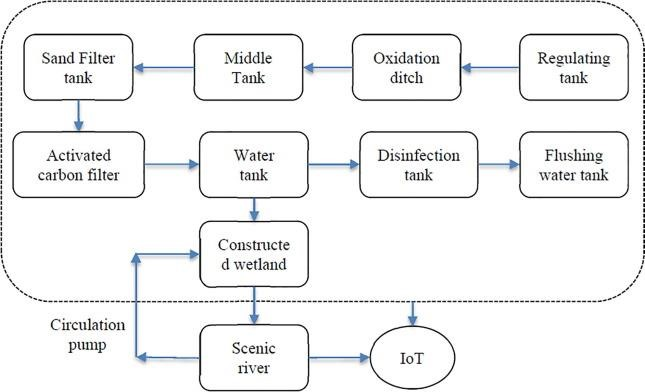 Sand Filter
tank
Middle
Tank
Oxidation
ditch
Regulating
tank
Activated
carbon filter
Water
tank
Disinfection
tank
Flushing
water tank
Constructe
d wetland
Circulation
pump
Scenic
river
IoT